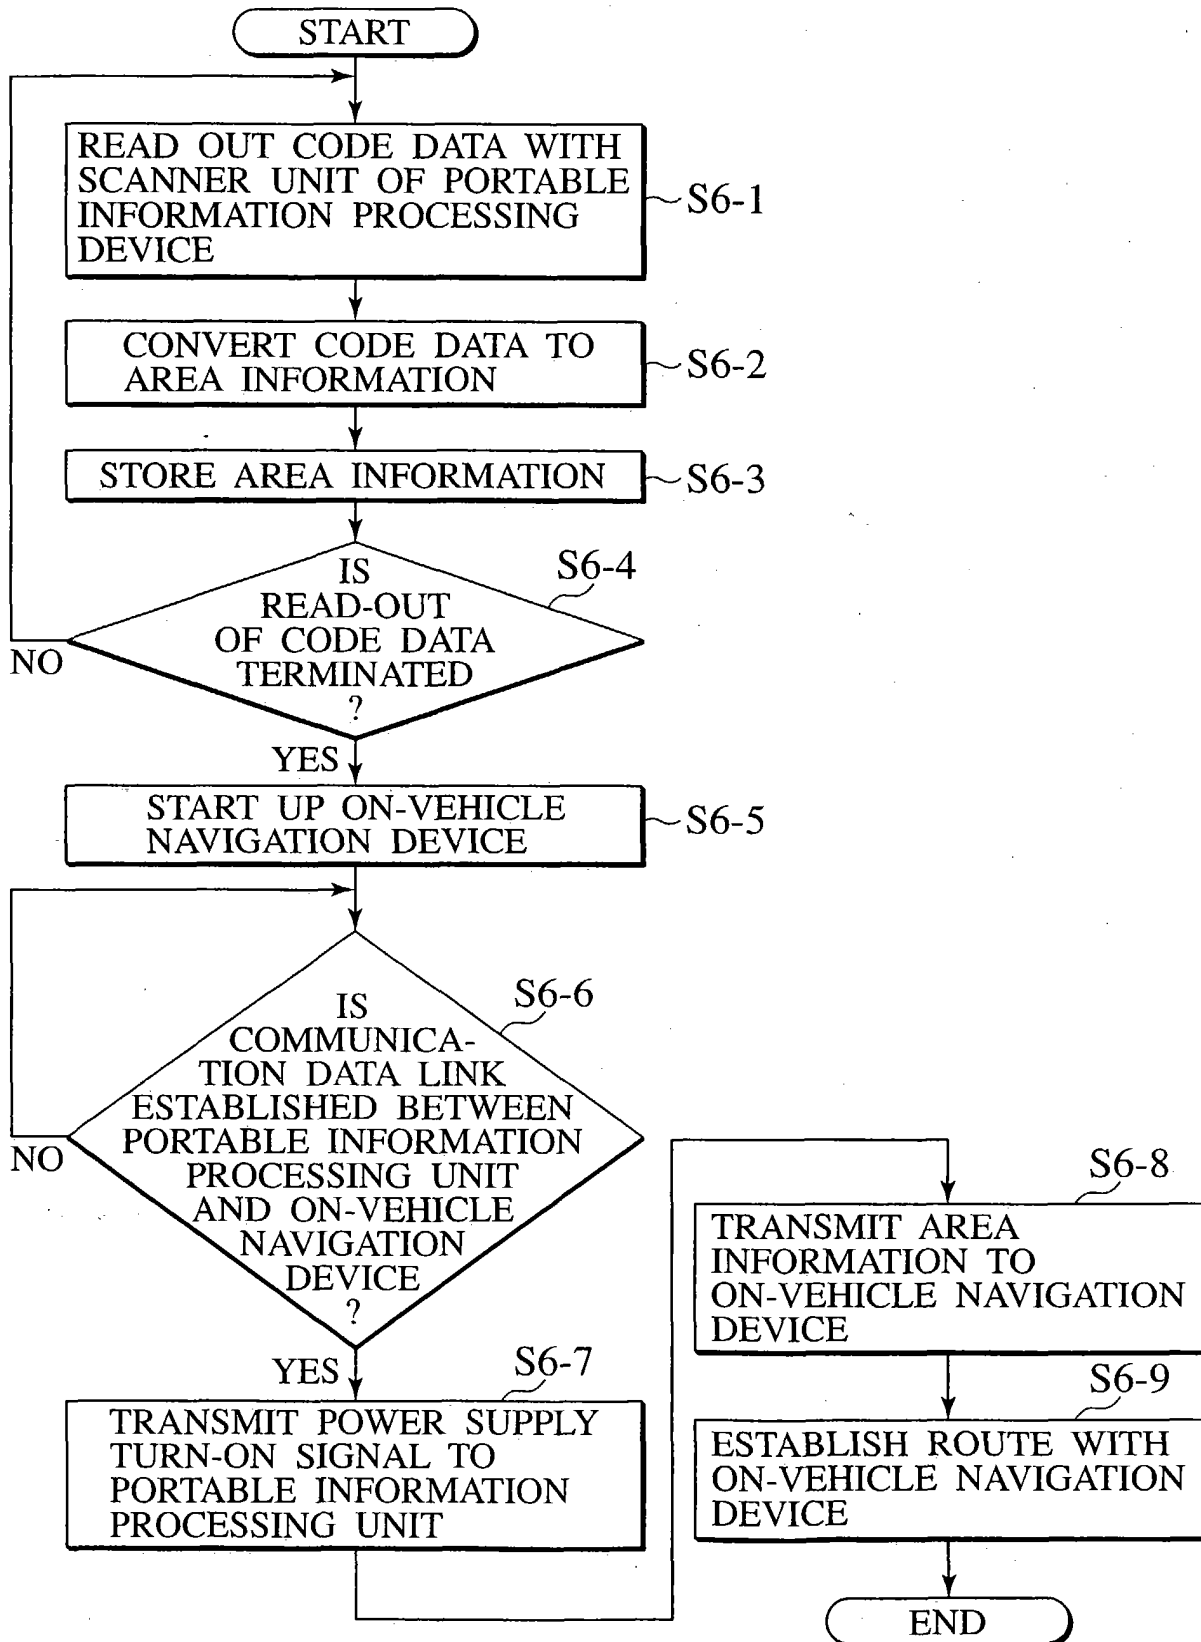 START
READ OUT CODE DATA WITH
SCANNER UNIT OF PORTABLE
INFORMATION PROCESSING
DEVICE
S6-1
CONVERT CODE DATA TO
AREA INFORMATION
S6-2
STORE AREA INFORMATION
S6-3
S6-4
IS
READ-OUT
OF CODE DATA
TERMINATED
?
NO
YES
START UP ON-VEHICLE
NAVIGATION DEVICE
S6-5
S6-6
IS
COMMUNICA-
TION DATA LINK
ESTABLISHED BETWEEN
PORTABLE INFORMATION
PROCESSING UNIT
AND ON-VEHICLE
NAVIGATION
DEVICE
?
NO
YES
S6-7
TRANSMIT POWER SUPPLY
TURN-ON SIGNAL TO
PORTABLE INFORMATION
PROCESSING UNIT
S6-8
TRANSMIT AREA
INFORMATION TO
ON-VEHICLE NAVIGATION
DEVICE
S6-9
ESTABLISH ROUTE WITH
ON-VEHICLE NAVIGATION
DEVICE
END